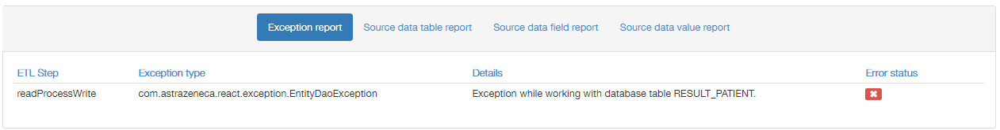 Exception report Source data table report Source data field report Source data value report
ETL Step Exception type Details Error status
readProcessWrite com.astrazeneca.react.exception.EntityDaoException Exception while working with database table RESULT_PATIENT.